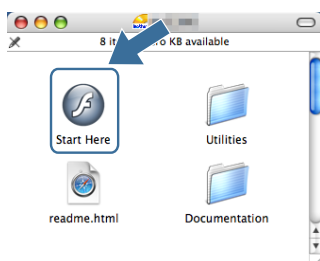 8 it KB available
Start Here
Utilities
readme.html
Documentation